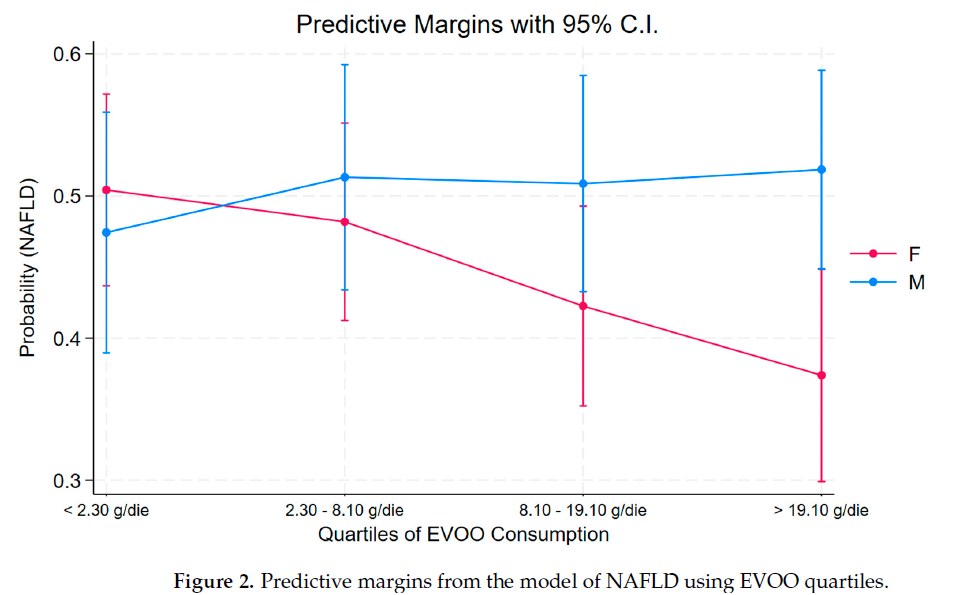 Predictive Margins with 95% C.I.
0.6
0.5
0.4
0.3
Probability (NAFLD)
< 2.30 g/die
2.30 - 8.10 g/die
8.10 - 19.10 g/die
> 19.10 g/die
Quartiles of EVOO Consumption
F
M
Figure 2. Predictive margins from the model of NAFLD using EVOO quartiles.